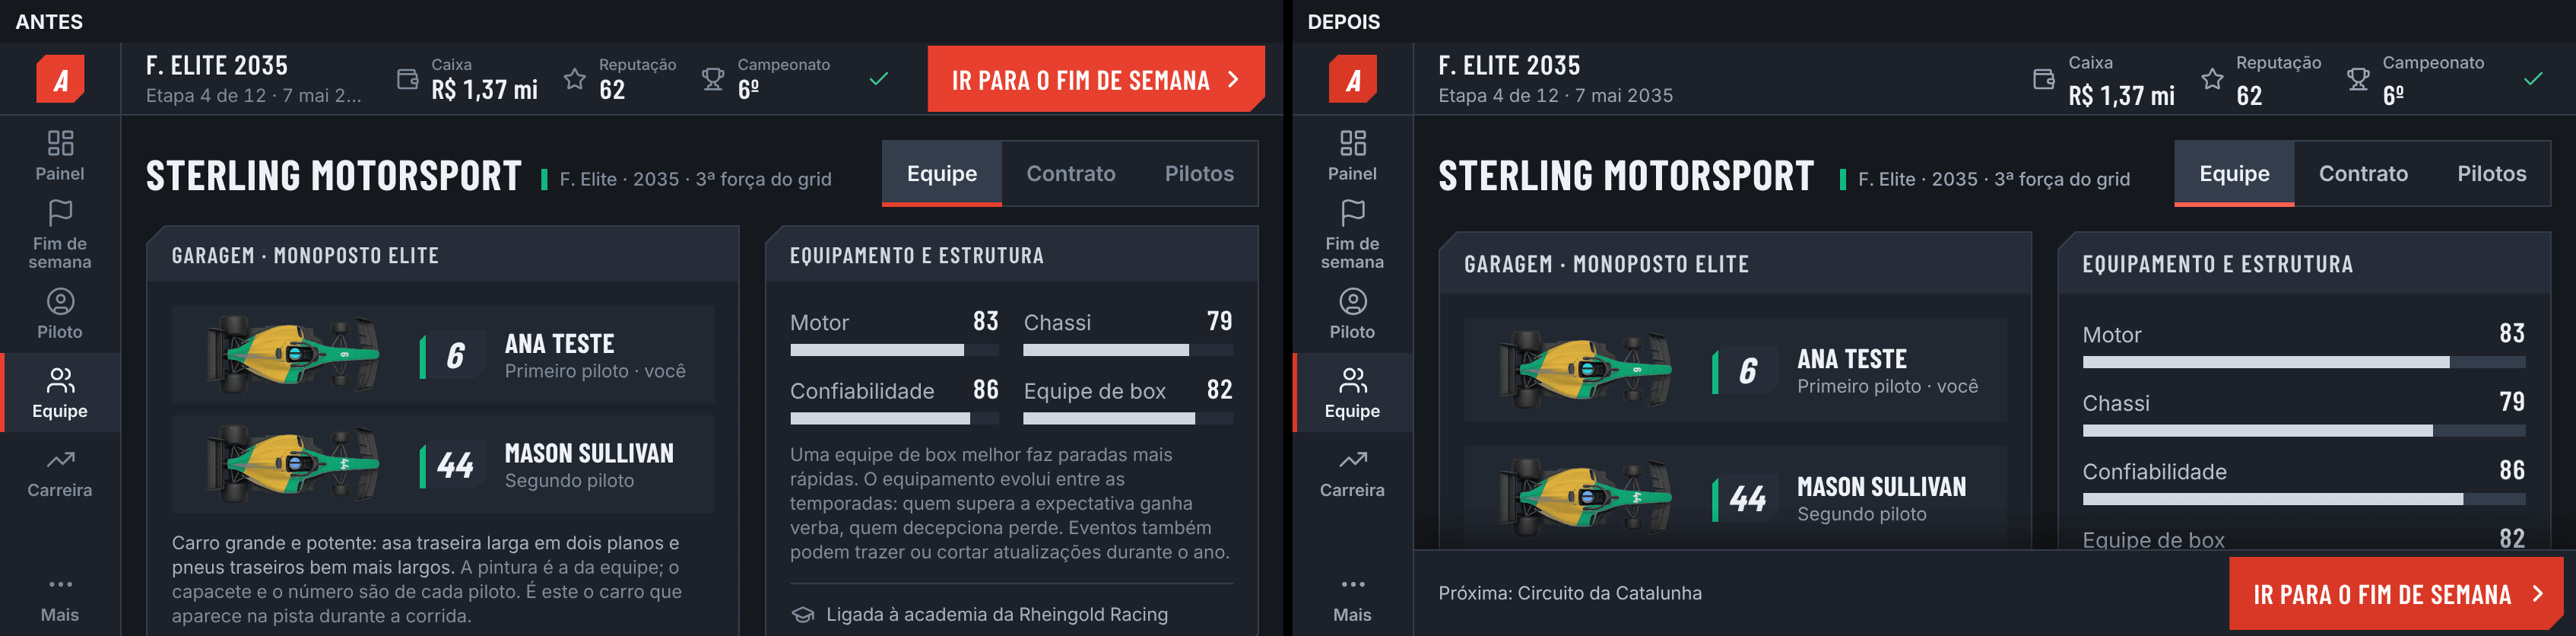 ANTES
A
F. ELITE 2035
Etapa 4 de 12 · 7 mai 2...
Caixa
R$ 1,37 mi
Reputação
62
Campeonato
6º
IR PARA O FIM DE SEMANA
Painel
Fim de
semana
Piloto
Equipe
Carreira
Mais
STERLING MOTORSPORT
F. Elite · 2035 · 3ª força do grid
Equipe
Contrato
Pilotos
GARAGEM · MONOPOSTO ELITE
6
6
ANA TESTE
Primeiro piloto · você
44
44
MASON SULLIVAN
Segundo piloto
Carro grande e potente: asa traseira larga em dois planos e
pneus traseiros bem mais largos. A pintura é a da equipe; o
capacete e o número são de cada piloto. É este o carro que
aparece na pista durante a corrida.
EQUIPAMENTO E ESTRUTURA
Motor 83
Chassi 79
Confiabilidade 86
Equipe de box 82
Uma equipe de box melhor faz paradas mais
rápidas. O equipamento evolui entre as
temporadas: quem supera a expectativa ganha
verba, quem decepciona perde. Eventos também
podem trazer ou cortar atualizações durante o ano.
Ligada à academia da Rheingold Racing
DEPOIS
A
F. ELITE 2035
Etapa 4 de 12 · 7 mai 2035
Caixa
R$ 1,37 mi
Reputação
62
Campeonato
6º
Painel
Fim de
semana
Piloto
Equipe
Carreira
Mais
STERLING MOTORSPORT
F. Elite · 2035 · 3ª força do grid
Equipe
Contrato
Pilotos
GARAGEM · MONOPOSTO ELITE
6
6
ANA TESTE
Primeiro piloto · você
44
44
MASON SULLIVAN
Segundo piloto
EQUIPAMENTO E ESTRUTURA
Motor 83
Chassi 79
Confiabilidade 86
Equipe de box 82
Próxima: Circuito da Catalunha
IR PARA O FIM DE SEMANA